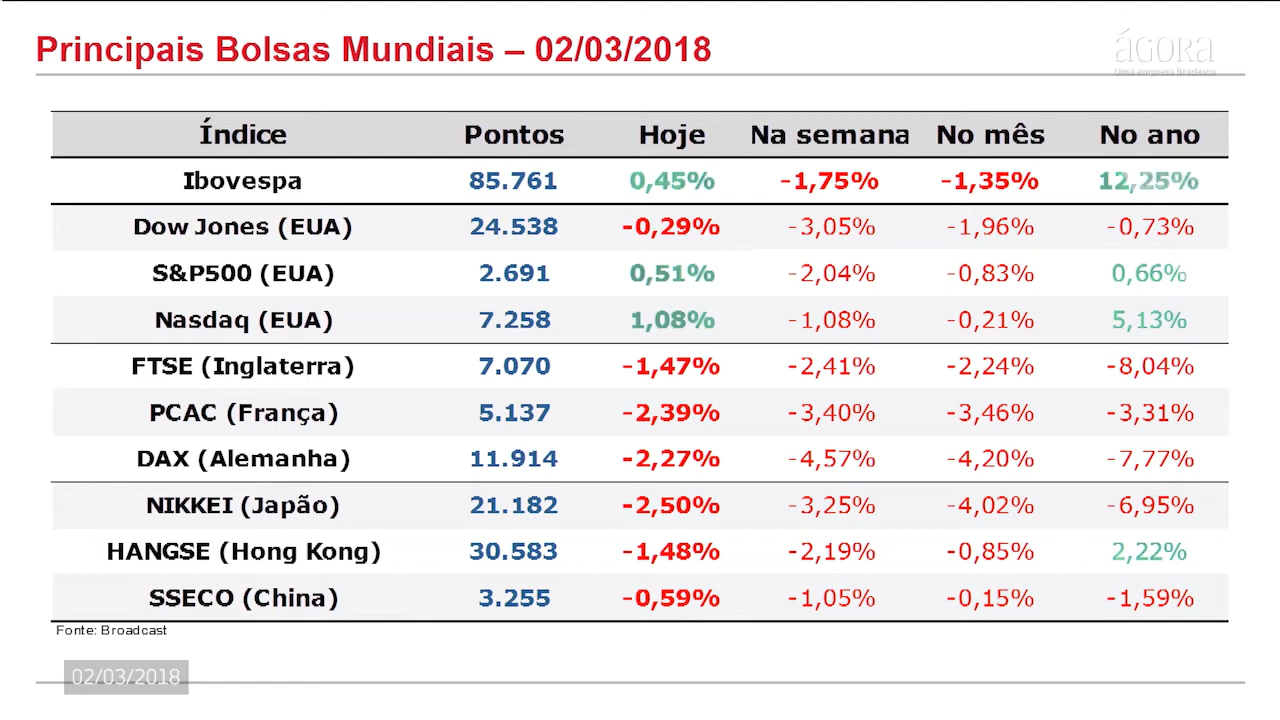 Principais Bolsas Mundiais – 02/03/2018
ágora
Uma empresa Bradesco
Índice Pontos Hoje Na semana No mês No ano
Ibovespa 85.761 0,45% -1,75% -1,35% 12,25%
Dow Jones (EUA) 24.538 -0,29% -3,05% -1,96% -0,73%
S&P500 (EUA) 2.691 0,51% -2,04% -0,83% 0,66%
Nasdaq (EUA) 7.258 1,08% -1,08% -0,21% 5,13%
FTSE (Inglaterra) 7.070 -1,47% -2,41% -2,24% -8,04%
PCAC (França) 5.137 -2,39% -3,40% -3,46% -3,31%
DAX (Alemanha) 11.914 -2,27% -4,57% -4,20% -7,77%
NIKKEI (Japão) 21.182 -2,50% -3,25% -4,02% -6,95%
HANGSE (Hong Kong) 30.583 -1,48% -2,19% -0,85% 2,22%
SSECO (China) 3.255 -0,59% -1,05% -0,15% -1,59%
Fonte: Broadcast
02/03/2018